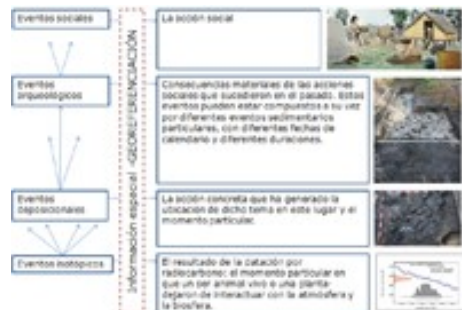 Eventos sociales
La acción social
Información espacial -GEOREFERENCIACIÓN
Eventos
arqueológicos
Consecuencias materiales de las acciones
sociales que sucedieron en el pasado. Estos
eventos pueden estar compuestos a su vez
por diferentes eventos sedimentarios
particulares, con diferentes fechas de
calendario y diferentes duraciones.
Eventos
deposicionales
La acción concreta que ha generado la
ubicación de dicho tema en este lugar y el
momento particular.
Eventos isotópicos
El resultado de la datación por
radiocarbono: el momento particular en
que un ser animal vivo o una planta
dejaron de interactuar con la atmósfera y
la biosfera.